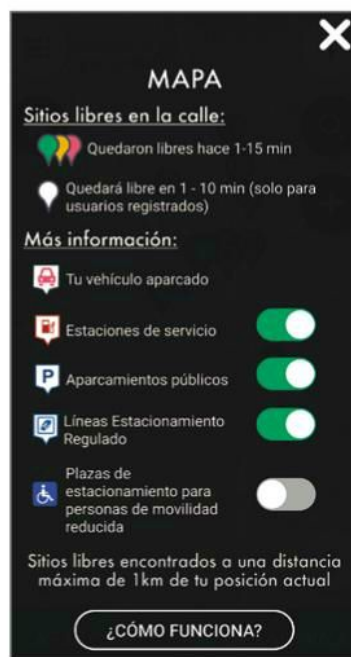 MAPA
Sitios libres en la calle:
Quedaron libres hace 1-15 min
Quedará libre en 1 - 10 min (solo para
usuarios registrados)
Más información:
Tu vehículo aparcado
Estaciones de servicio
P
Aparcamientos públicos
Líneas Estacionamiento
Regulado
Plazas de
estacionamiento para
personas de movilidad
reducida
Sitios libres encontrados a una distancia
máxima de 1km de tu posición actual
¿CÓMO FUNCIONA?